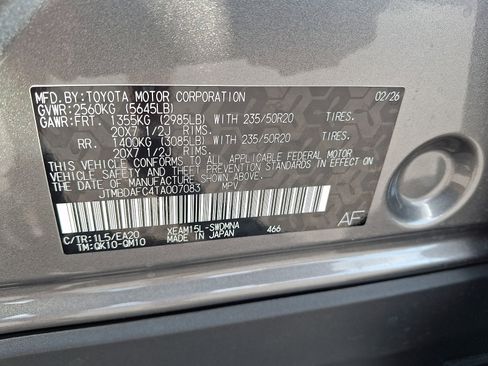 MFD.BY:TOYOTA MOTOR CORPORATION 02/26
GVWR:2560KG (5645LB)
GAWR:FRT. 1355KG (2985LB) WITH 235/50R20 TIRES.
20X7 1/2J RIMS.
RR. 1400KG (3085LB) WITH 235/50R20 TIRES.
20X7 1/2J RIMS.
THIS VEHICLE CONFORMS TO ALL APPLICABLE FEDERAL MOTOR
VEHICLE SAFETY AND THEFT PREVENTION STANDARDS IN EFFECT
ON THE DATE OF MANUFACTURE SHOWN ABOVE.
JTMBDAFC4TA007083 MPV
C/TR:1L5/EA20 XEAM15L-SWDMNA 466 AF
TM:QK10-QM10 MADE IN JAPAN